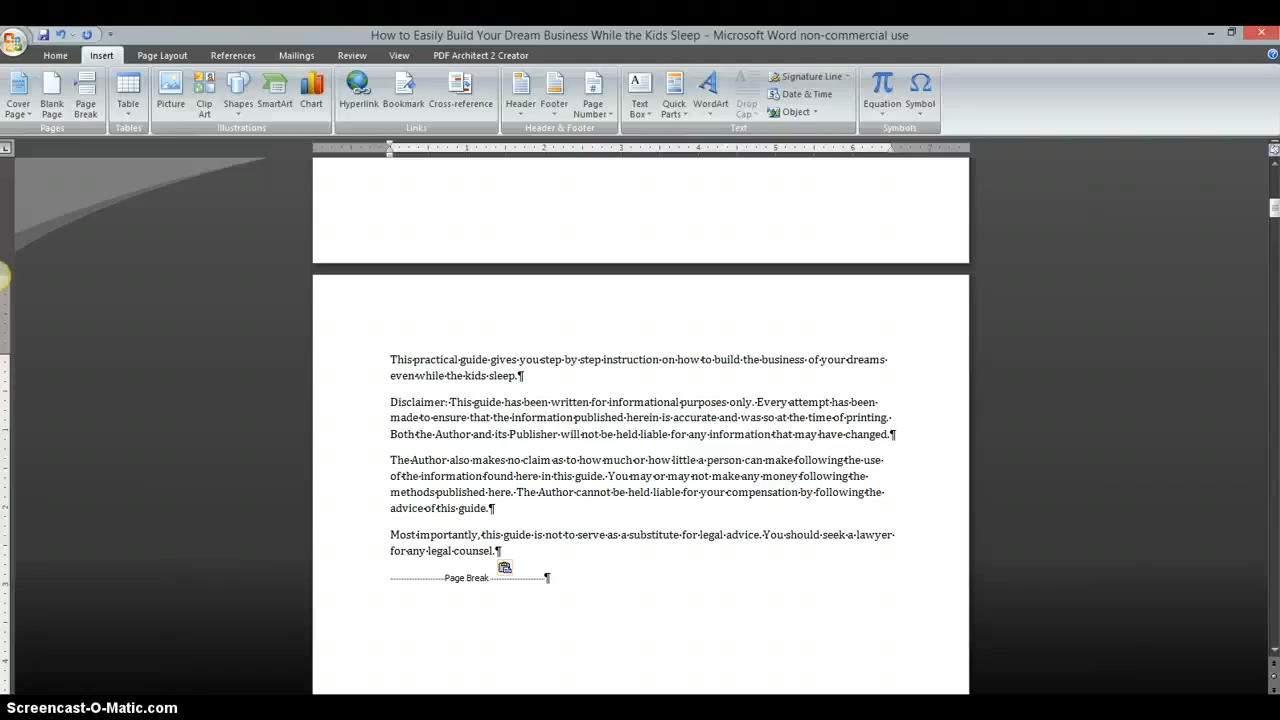 How to Easily Build Your Dream Business While the Kids Sleep - Microsoft Word non-commercial use
Home Insert Page Layout References Mailings Review View PDF Architect 2 Creator
Cover Page Blank Page Page Break Table Picture Clip Art Shapes SmartArt Chart Hyperlink Bookmark Cross-reference Header Footer Page Number Text Box Quick Parts WordArt Drop Cap Signature Line Date & Time Object Equation Symbol
Pages Tables Illustrations Links Header & Footer Text Symbols
1 2 3 4 5 6 7
This·practical·guide·gives·you·step·by·step·instruction·on·how·to·build·the·business·of·your·dreams·
even·while·the·kids·sleep.¶
Disclaimer:·This·guide·has·been·written·for·informational·purposes·only.·Every·attempt·has·been·
made·to·ensure·that·the·information·published·herein·is·accurate·and·was·so·at·the·time·of·printing.·
Both·the·Author·and·its·Publisher·will·not·be·held·liable·for·any·information·that·may·have·changed.¶
The·Author·also·makes·no·claim·as·to·how·much·or·how·little·a·person·can·make·following·the·use·
of·the·information·found·here·in·this·guide.·You·may·or·may·not·make·any·money·following·the·
methods·published·here.·The·Author·cannot·be·held·liable·for·your·compensation·by·following·the·
advice·of·this·guide.¶
Most·importantly,·this·guide·is·not·to·serve·as·a·substitute·for·legal·advice.·You·should·seek·a·lawyer·
for·any·legal·counsel.¶
Page Break ¶
Screencast-O-Matic.com